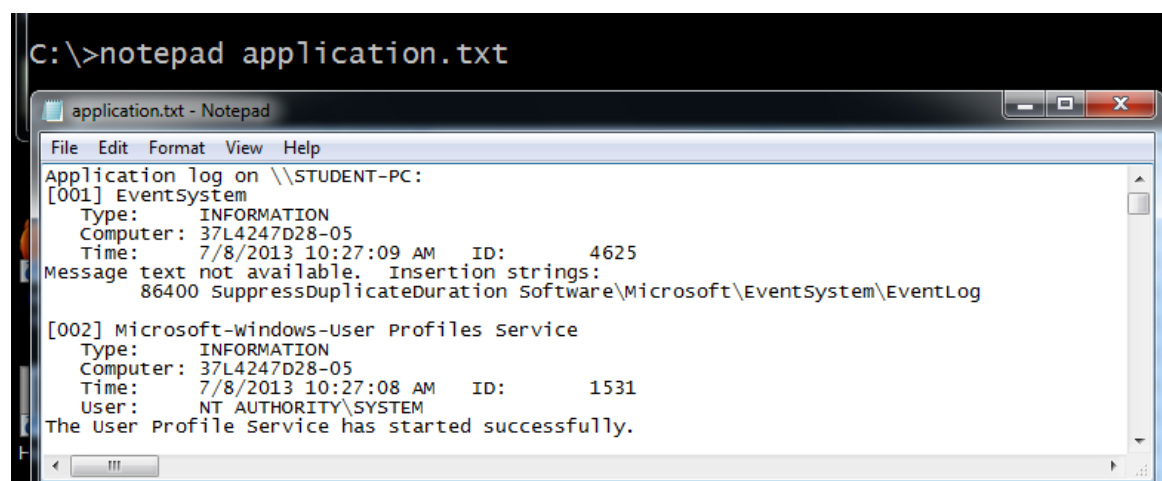 C:\>notepad application.txt
application.txt - Notepad
File Edit Format View Help
Application log on \\STUDENT-PC:
[001] EventSystem
Type: INFORMATION
Computer: 37L4247D28-05
Time: 7/8/2013 10:27:09 AM ID: 4625
Message text not available. Insertion strings:
86400 SuppressDuplicateDuration Software\Microsoft\EventSystem\EventLog
[002] Microsoft-Windows-User Profiles Service
Type: INFORMATION
Computer: 37L4247D28-05
Time: 7/8/2013 10:27:08 AM ID: 1531
User: NT AUTHORITY\SYSTEM
The User Profile Service has started successfully.